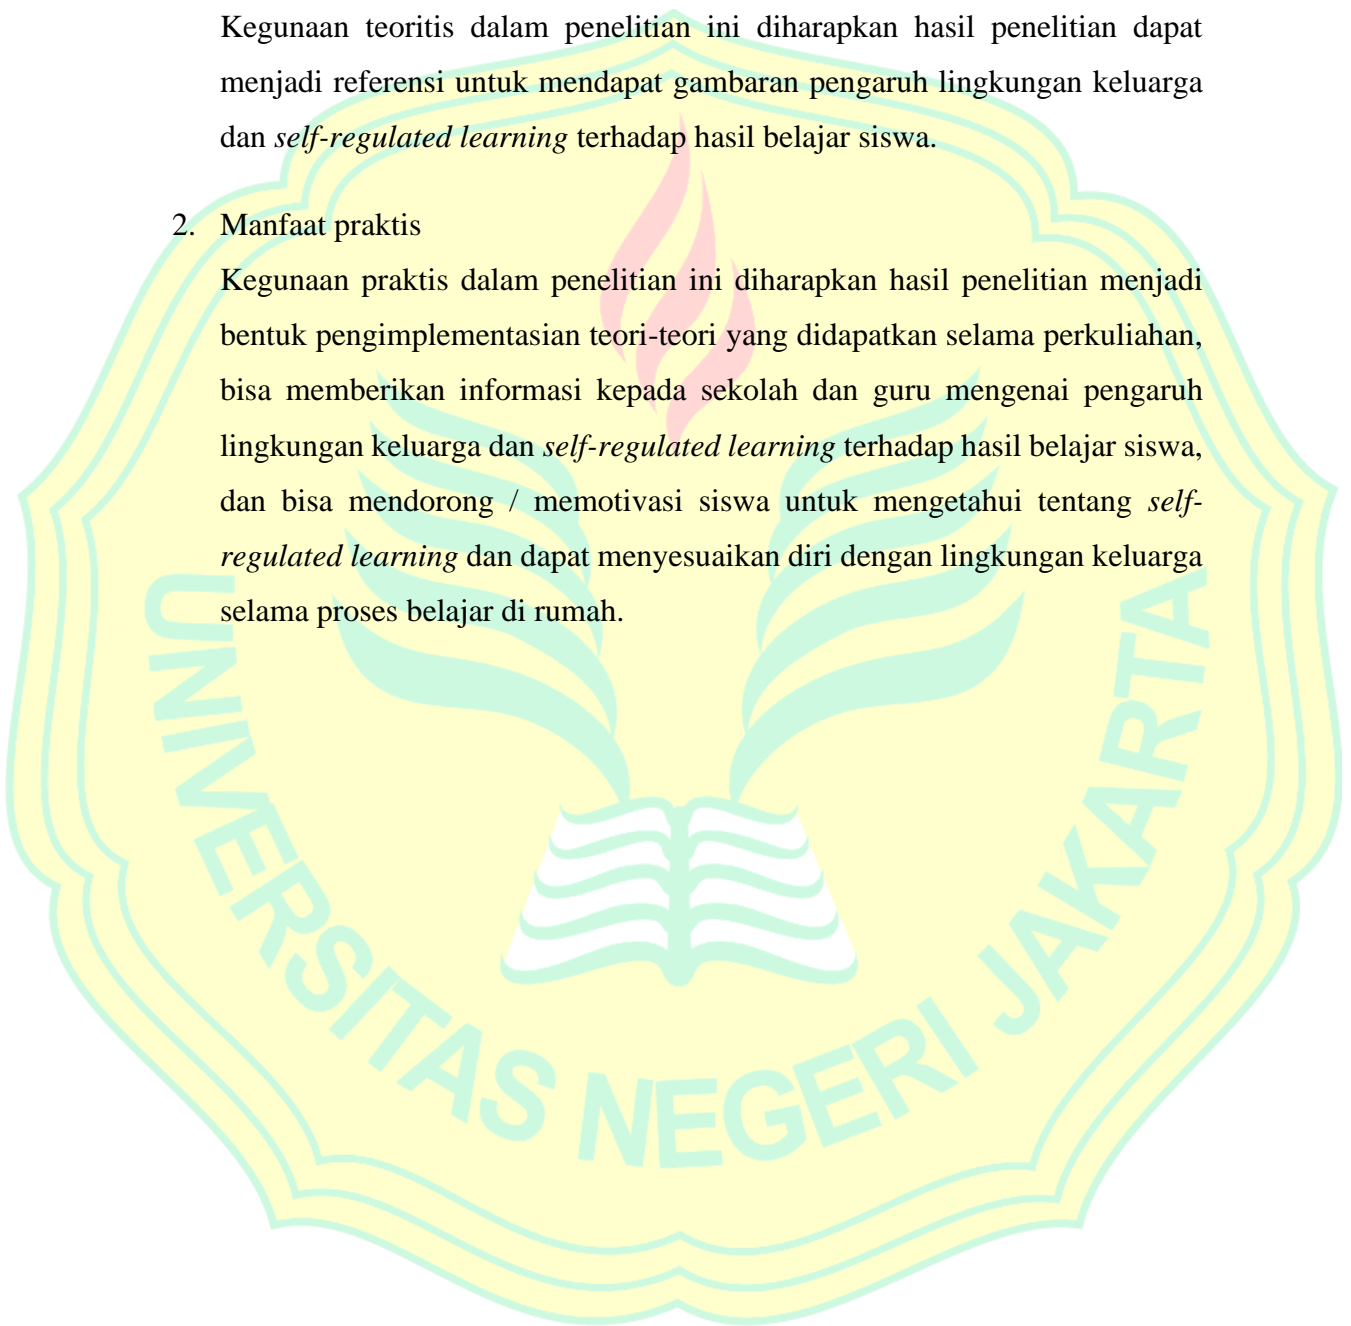 Kegunaan teoritis dalam penelitian ini diharapkan hasil penelitian dapat
menjadi referensi untuk mendapat gambaran pengaruh lingkungan keluarga
dan self-regulated learning terhadap hasil belajar siswa.
2. Manfaat praktis
Kegunaan praktis dalam penelitian ini diharapkan hasil penelitian menjadi
bentuk pengimplementasian teori-teori yang didapatkan selama perkuliahan,
bisa memberikan informasi kepada sekolah dan guru mengenai pengaruh
lingkungan keluarga dan self-regulated learning terhadap hasil belajar siswa,
dan bisa mendorong / memotivasi siswa untuk mengetahui tentang self-
regulated learning dan dapat menyesuaikan diri dengan lingkungan keluarga
selama proses belajar di rumah.
UNIVERSITAS NEGERI JAKARTA